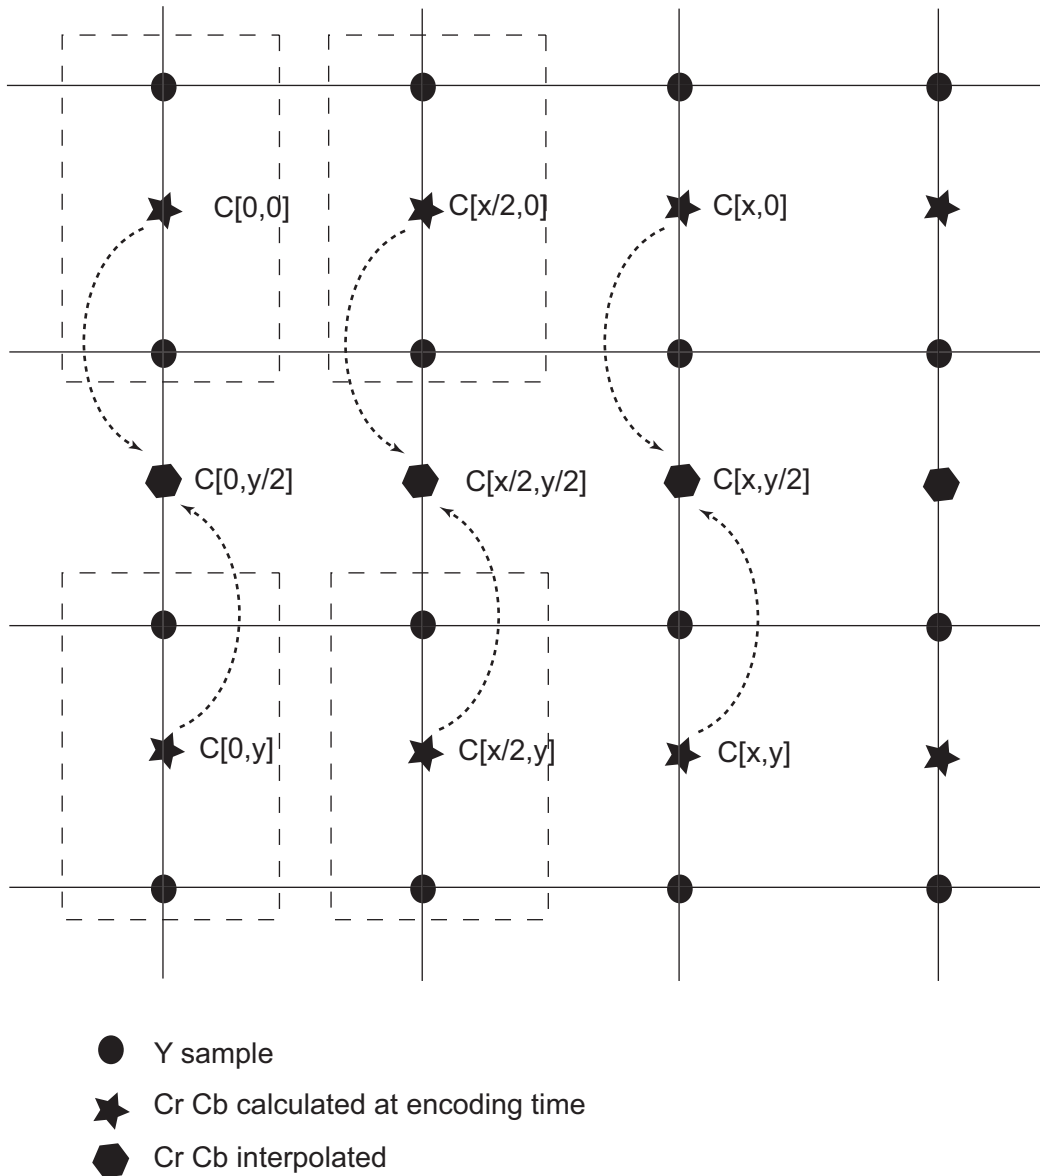 C[0,0]
C[x/2,0]
C[x,0]
C[0,y/2]
C[x/2,y/2]
C[x,y/2]
C[0,y]
C[x/2,y]
C[x,y]
Y sample
Cr Cb calculated at encoding time
Cr Cb interpolated